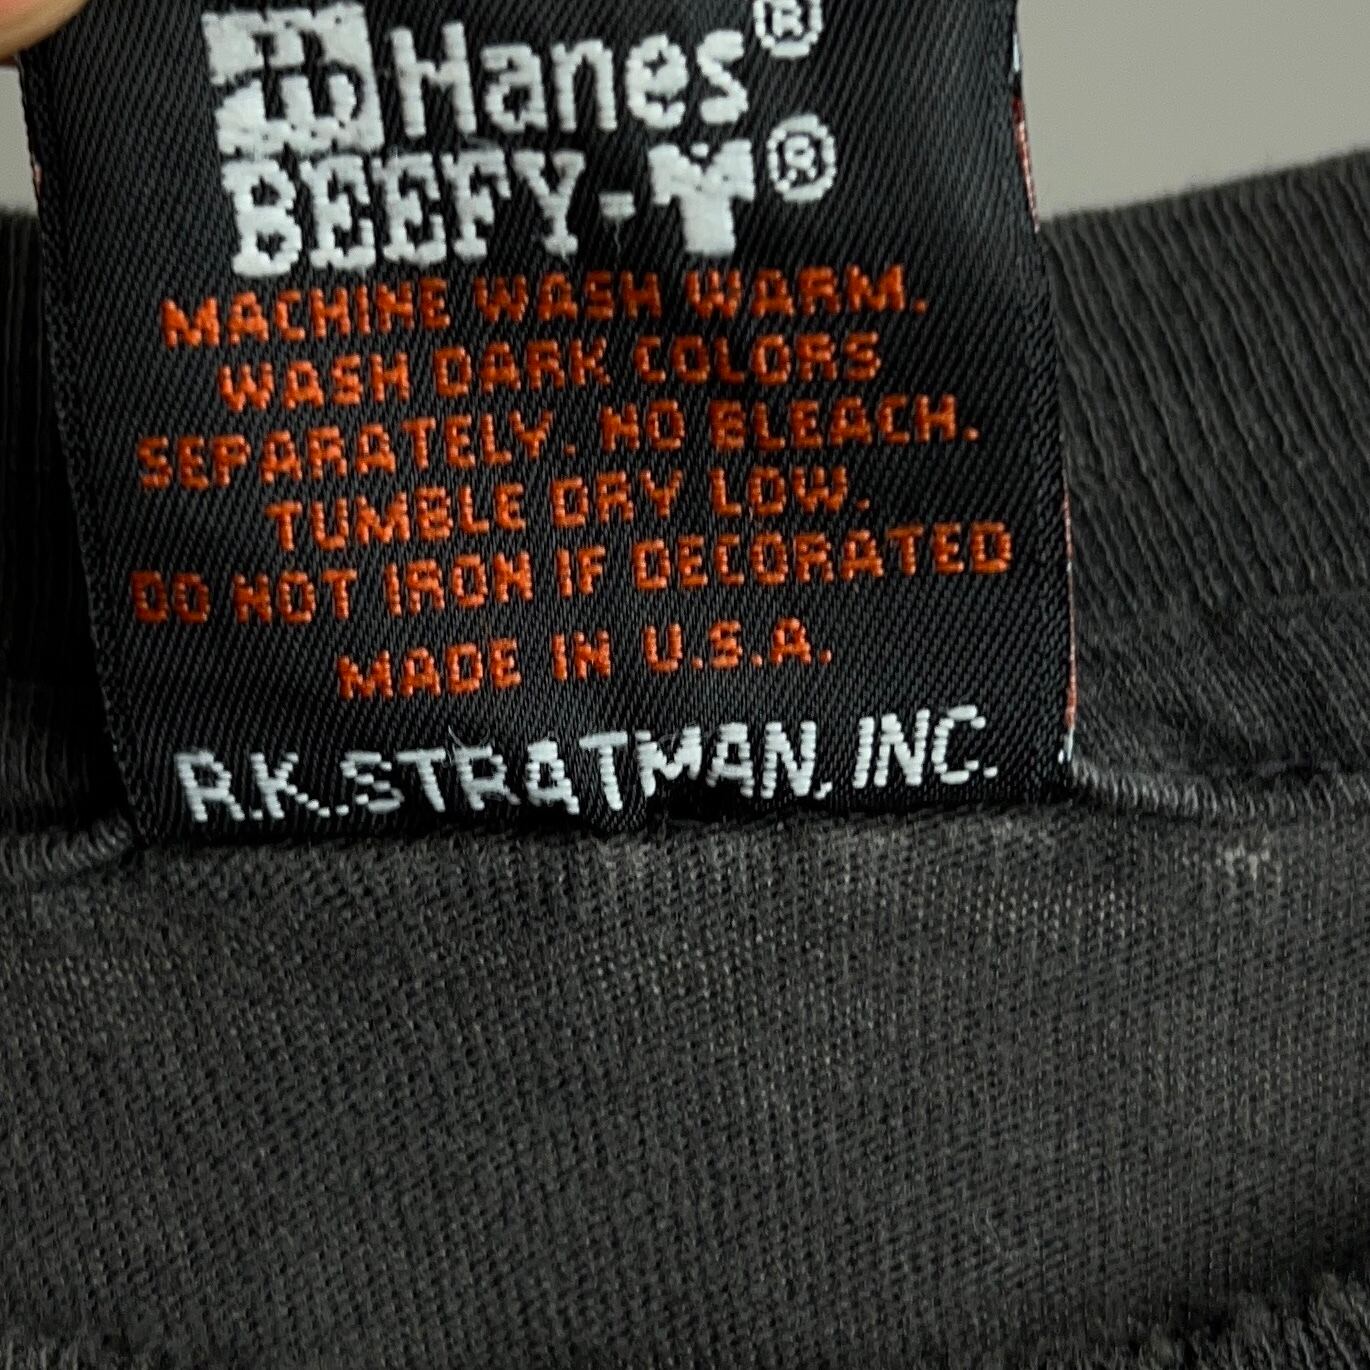 Hanes®
BEEFY-T®
MACHINE WASH WARM.
WASH DARK COLORS
SEPARATELY. NO BLEACH.
TUMBLE DRY LOW.
DO NOT IRON IF DECORATED
MADE IN U.S.A.
R.K. STRATMAN, INC.